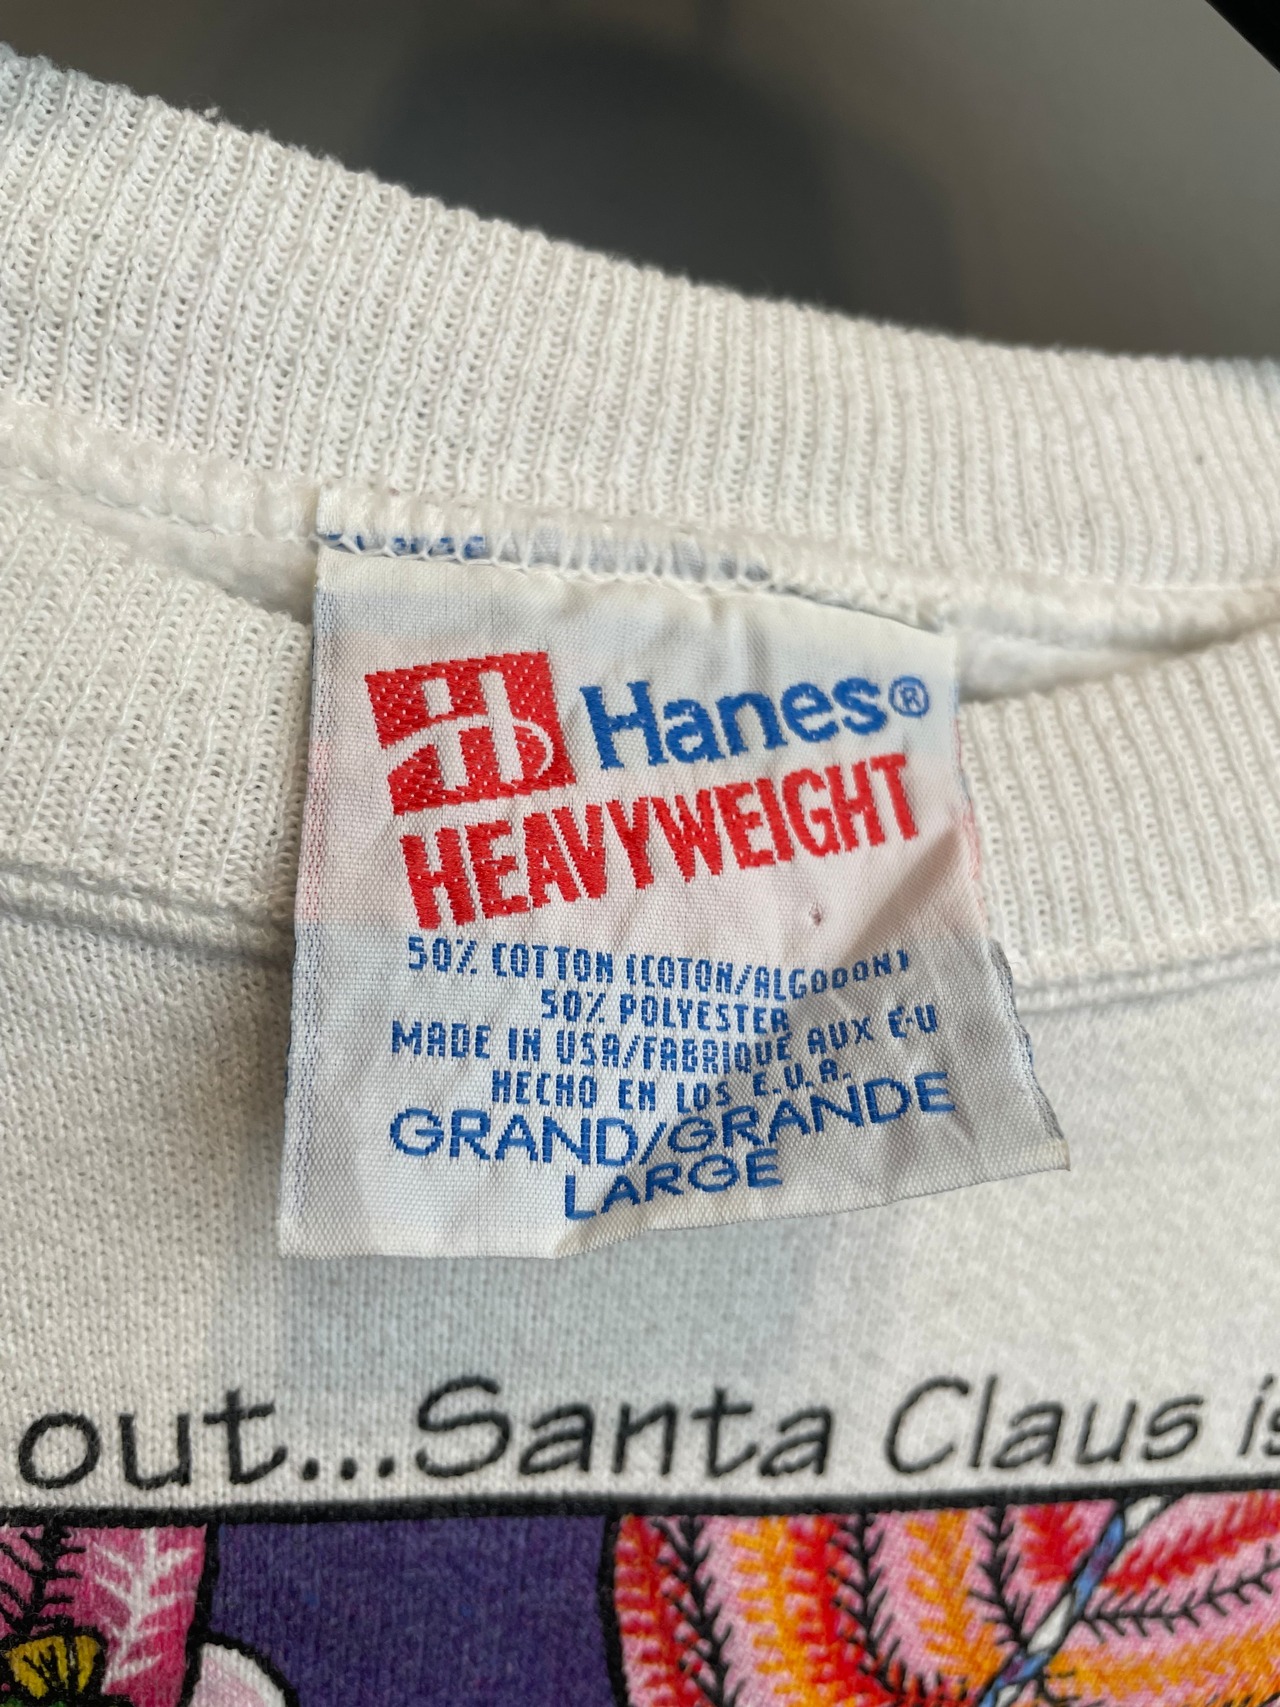 Hanes®
HEAVYWEIGHT
50% COTTON (COTON/ALGODON)
50% POLYESTER
MADE IN USA/FABRIQUÉ AUX É-U
HECHO EN LOS E.U.A.
GRAND/GRANDE
LARGE
out...Santa Claus is